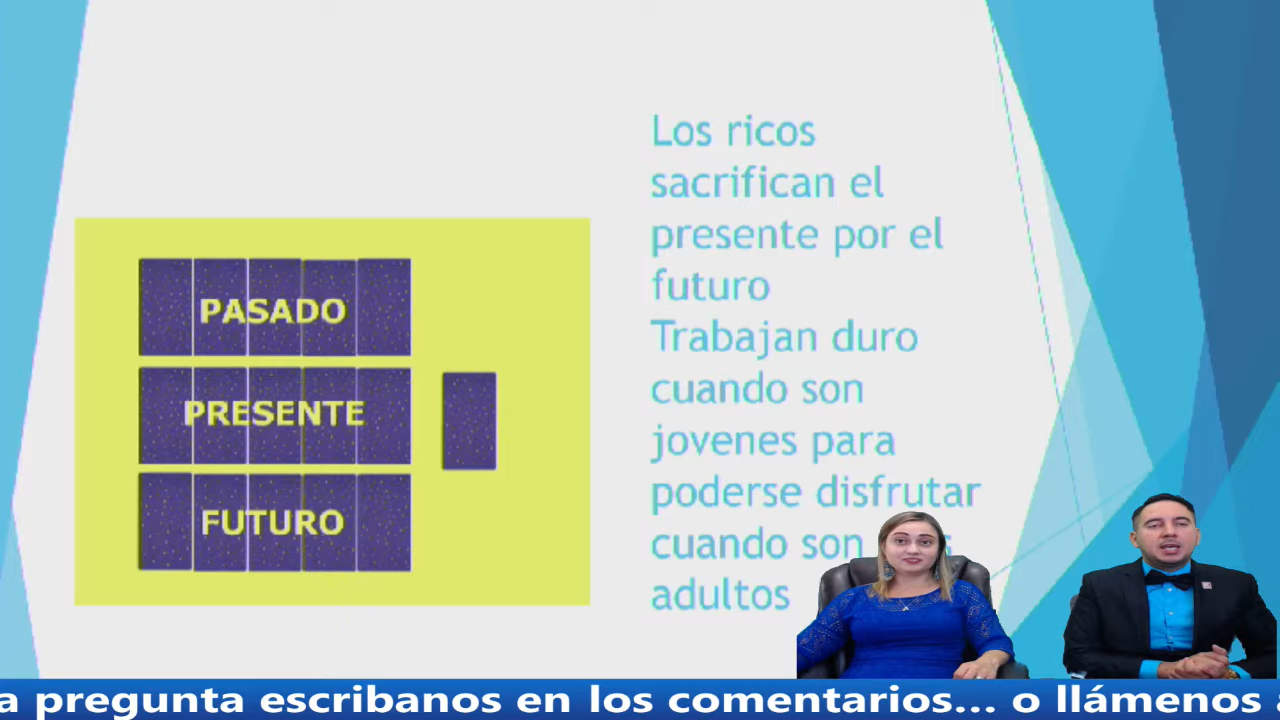 PASADO
PRESENTE
FUTURO
Los ricos
sacrifican el
presente por el
futuro
Trabajan duro
cuando son
jovenes para
poderse disfrutar
cuando son
adultos
pregunta escribanos en los comentarios... o llámenos